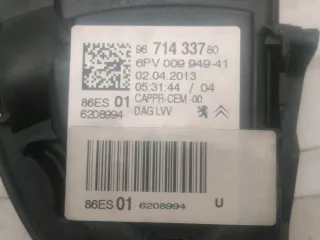 96 714 337 80
6PV 009 949-41
02.04.2013
05:31:44 / 04
86ES 01 CAPPR-CEM -00
6208994 DAG LVV
86ES 01 6208994 U